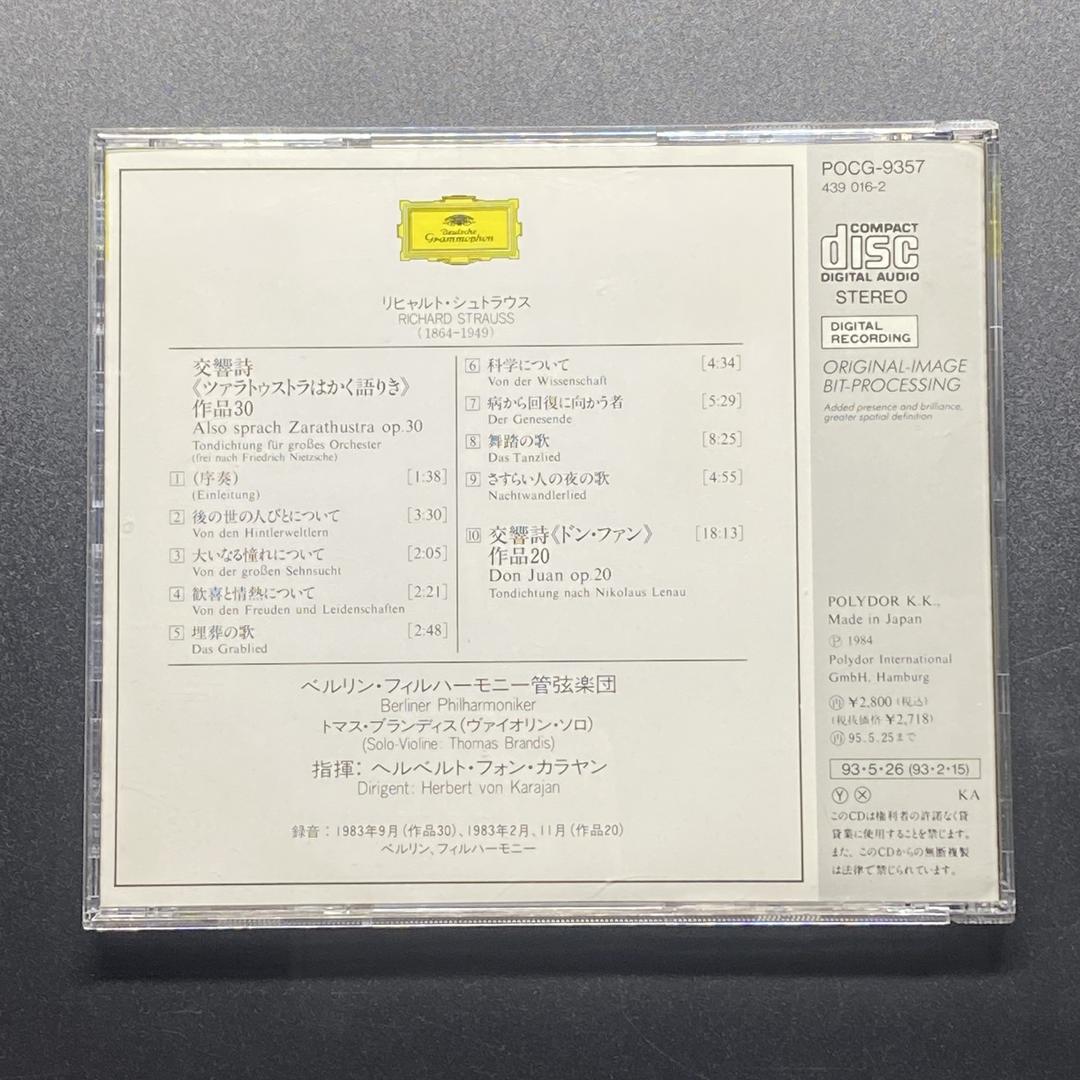 Deutsche
Grammophon
リヒャルト・シュトラウス
RICHARD STRAUSS
(1864-1949)
交響詩
《ツァラトゥストラはかく語りき》
作品30
Also sprach Zarathustra op.30
Tondichtung für großes Orchester
(frei nach Friedrich Nietzsche)
1 (序奏) [1:38]
(Einleitung)
2 後の世の人びとについて [3:30]
Von den Hintlerweltlern
3 大いなる憧れについて [2:05]
Von der großen Sehnsucht
4 歓喜と情熱について [2:21]
Von den Freuden und Leidenschaften
5 埋葬の歌 [2:48]
Das Grablied
6 科学について [4:34]
Von der Wissenschaft
7 病から回復に向かう者 [5:29]
Der Genesende
8 舞踏の歌 [8:25]
Das Tanzlied
9 さすらい人の夜の歌 [4:55]
Nachtwandlerlied
10 交響詩《ドン・ファン》 [18:13]
作品20
Don Juan op.20
Tondichtung nach Nikolaus Lenau
ベルリン・フィルハーモニー管弦楽団
Berliner Philharmoniker
トマス・ブランディス(ヴァイオリン・ソロ)
(Solo-Violine: Thomas Brandis)
指揮: ヘルベルト・フォン・カラヤン
Dirigent: Herbert von Karajan
録音：1983年9月(作品30)、1983年2月、11月(作品20)
ベルリン、フィルハーモニー
POCG-9357
439 016-2
COMPACT
disc
DIGITAL AUDIO
STEREO
DIGITAL
RECORDING
ORIGINAL-IMAGE
BIT-PROCESSING
Added presence and brilliance,
greater spatial definition
POLYDOR K.K.,
Made in Japan
Ⓟ 1984
Polydor International
GmbH, Hamburg
㊢ ¥2,800 (税込)
(税抜価格 ¥2,718)
㊢ 95.5.25まで
93・5・26 (93・2・15)
Ⓨ Ⓧ KA
このCDは権利者の許諾なく賃
貸業に使用することを禁じます。
また、このCDからの無断複製
は法律で禁じられています。